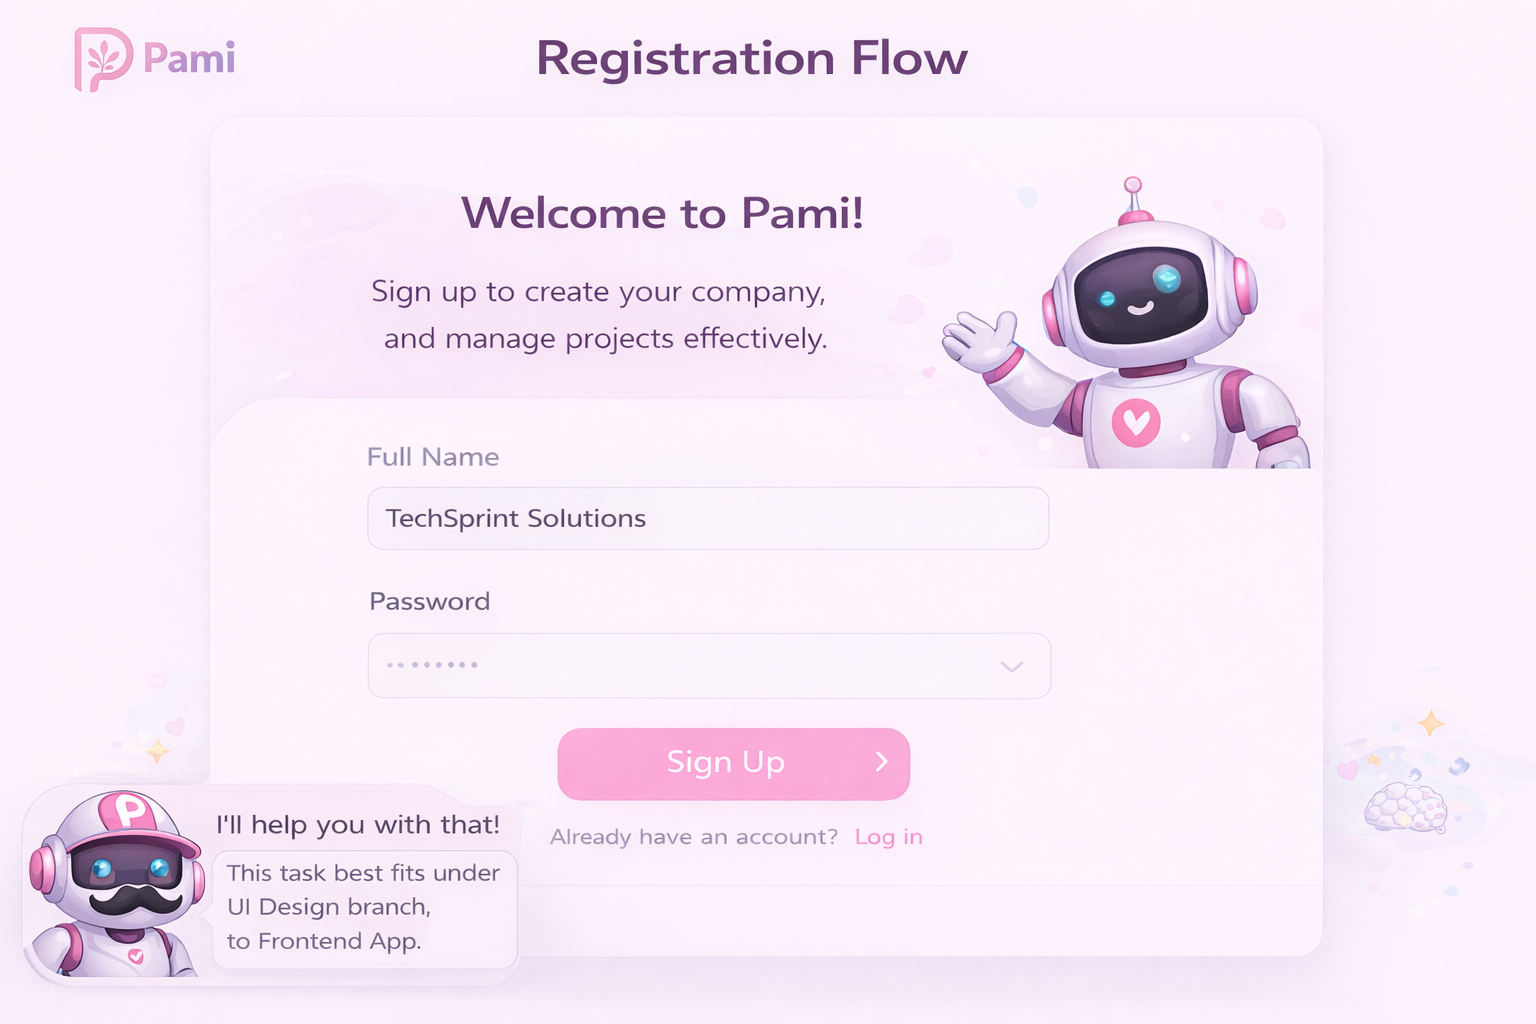 Pami
Registration Flow
Welcome to Pami!
Sign up to create your company,
and manage projects effectively.
Full Name
TechSprint Solutions
Password
Sign Up
Already have an account? Log in
P
I'll help you with that!
This task best fits under
UI Design branch,
to Frontend App.